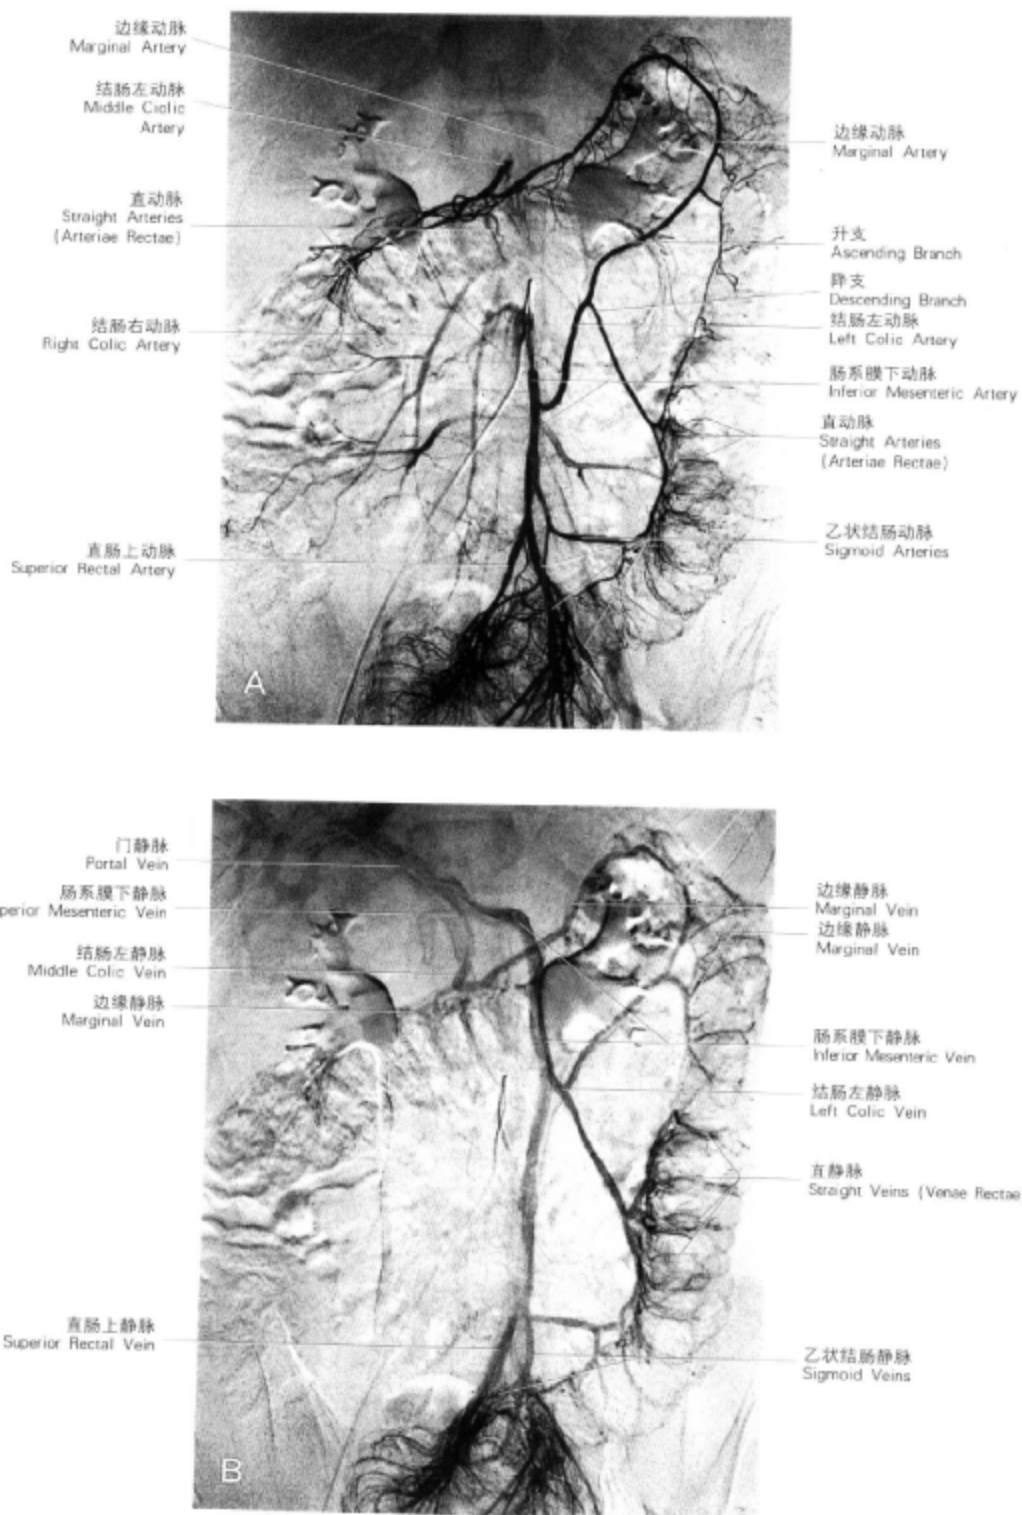 边缘动脉
Marginal Artery
结肠左动脉
Middle Ciolic
Artery
直动脉
Straight Arteries
(Arteriae Rectae)
结肠右动脉
Right Colic Artery
直肠上动脉
Superior Rectal Artery
边缘动脉
Marginal Artery
升支
Ascending Branch
降支
Descending Branch
结肠左动脉
Left Colic Artery
肠系膜下动脉
Inferior Mesenteric Artery
直动脉
Straight Arteries
(Arteriae Rectae)
乙状结肠动脉
Sigmoid Arteries
A
门静脉
Portal Vein
肠系膜下静脉
perior Mesenteric Vein
结肠左静脉
Middle Colic Vein
边缘静脉
Marginal Vein
直肠上静脉
Superior Rectal Vein
边缘静脉
Marginal Vein
边缘静脉
Marginal Vein
肠系膜下静脉
Inferior Mesenteric Vein
结肠左静脉
Left Colic Vein
直静脉
Straight Veins (Venae Rectae
乙状结肠静脉
Sigmoid Veins
B